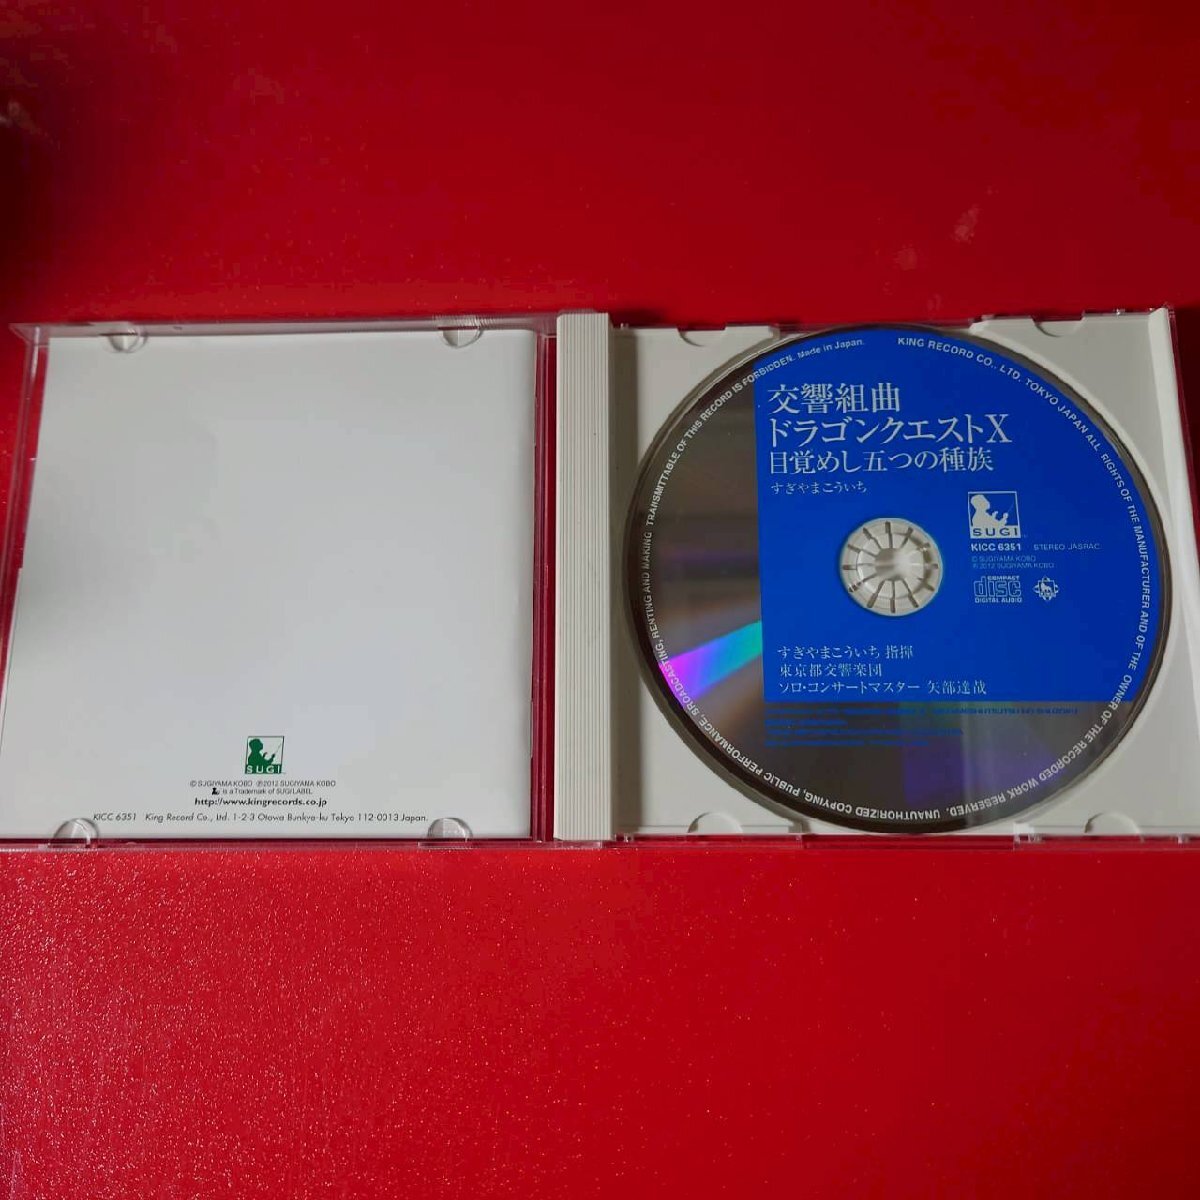 SUGI
© SUGIYAMA KOBO ℗2012 SUGIYAMA KOBO
is a Trademark of SUGI LABEL
http://www.kingrecords.co.jp
KICC 6351 King Record Co., Ltd. 1-2-3 Otowa Bunkyo-ku Tokyo 112-0013 Japan.
KING RECORD CO., LTD. TOKYO JAPAN ALL RIGHTS OF THE MANUFACTURER AND OF THE OWNER OF THE RECORDED WORK RESERVED. UNAUTHORIZED COPYING, PUBLIC PERFORMANCE, BROADCASTING, RENTING AND MAKING TRANSMITTABLE OF THIS RECORD IS FORBIDDEN. Made in Japan.
交響組曲
ドラゴンクエストX
目覚めし五つの種族
すぎやまこういち
SUGI
KICC 6351 STEREO JASRAC
© SUGIYAMA KOBO
℗ 2012 SUGIYAMA KOBO
COMPACT
disc
DIGITAL AUDIO
すぎやまこういち 指揮
東京都交響楽団
ソロ・コンサートマスター 矢部達哉